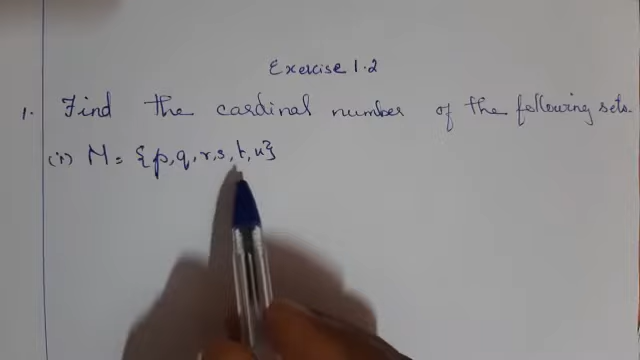 Exercise 1.2
1. Find the cardinal number of the following sets.
(i) M = {p, q, r, s, t, u}